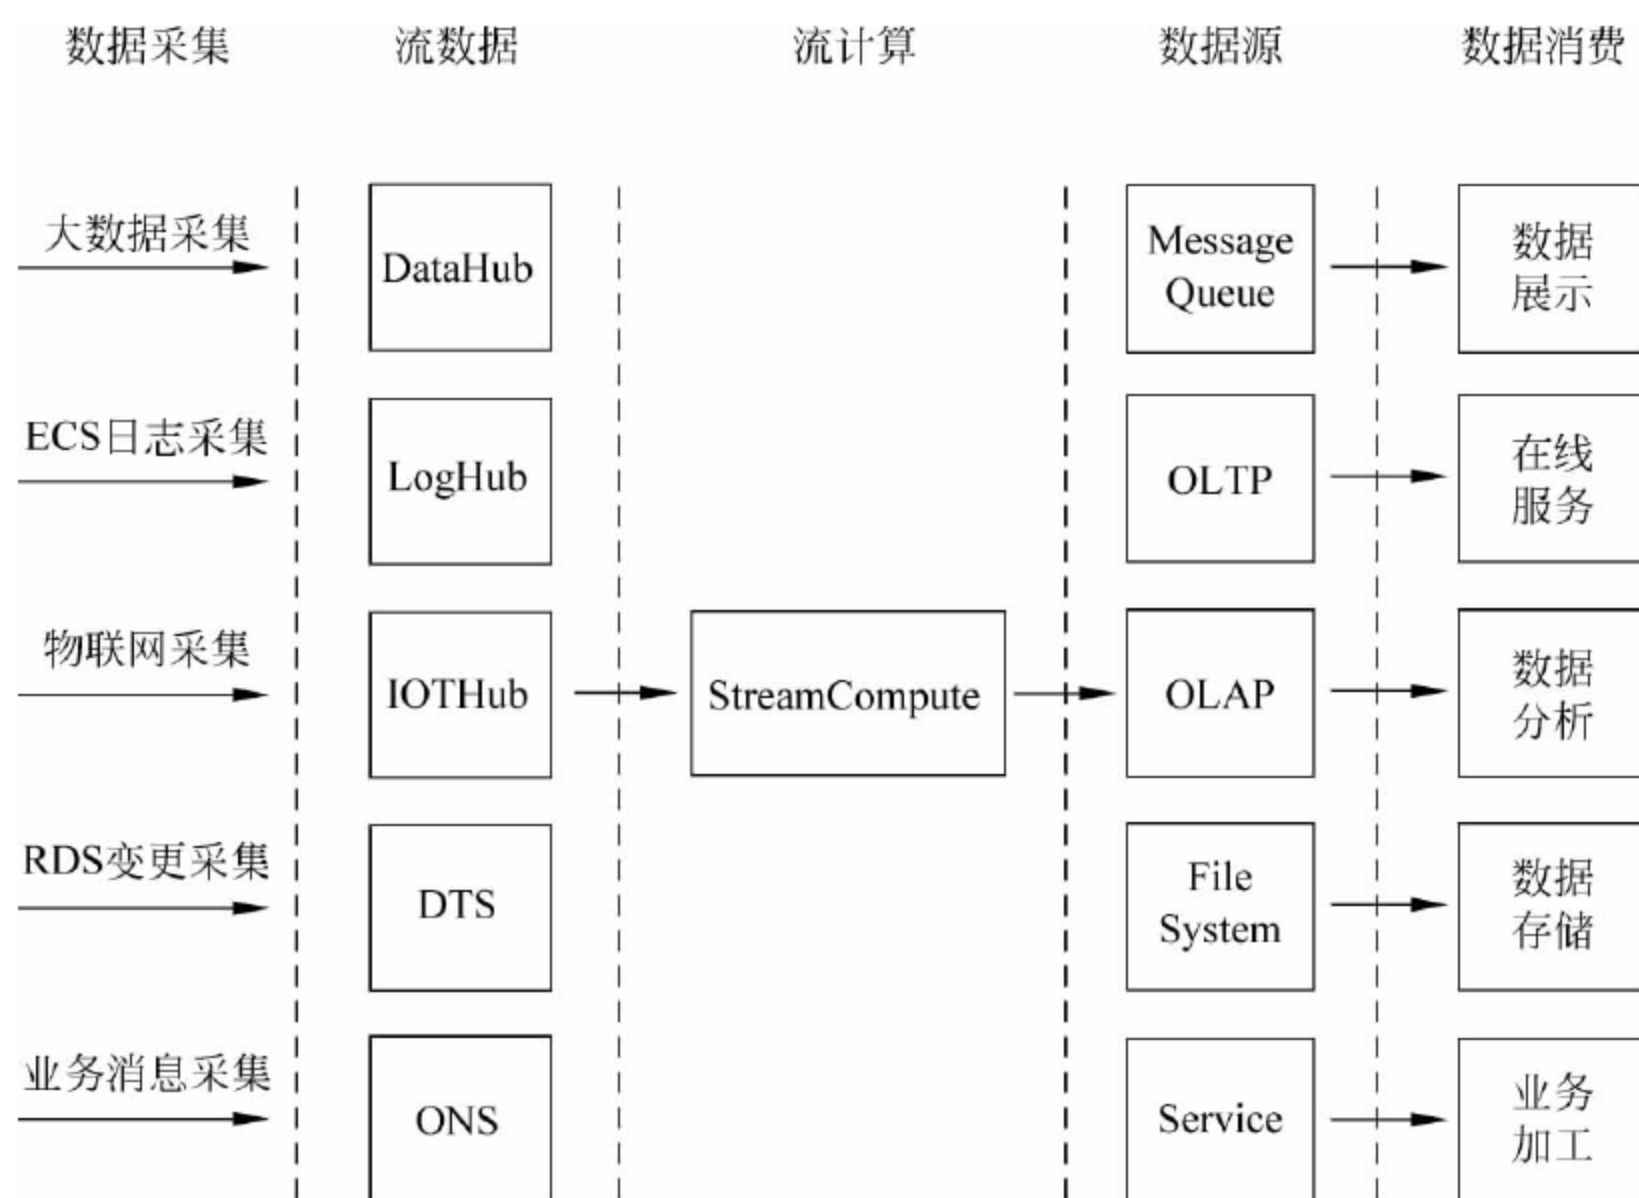 数据采集
流数据
流计算
数据源
数据消费
大数据采集
DataHub
Message
Queue
数据
展示
ECS日志采集
LogHub
OLTP
在线
服务
物联网采集
IOTHub
StreamCompute
OLAP
数据
分析
RDS变更采集
DTS
File
System
数据
存储
业务消息采集
ONS
Service
业务
加工